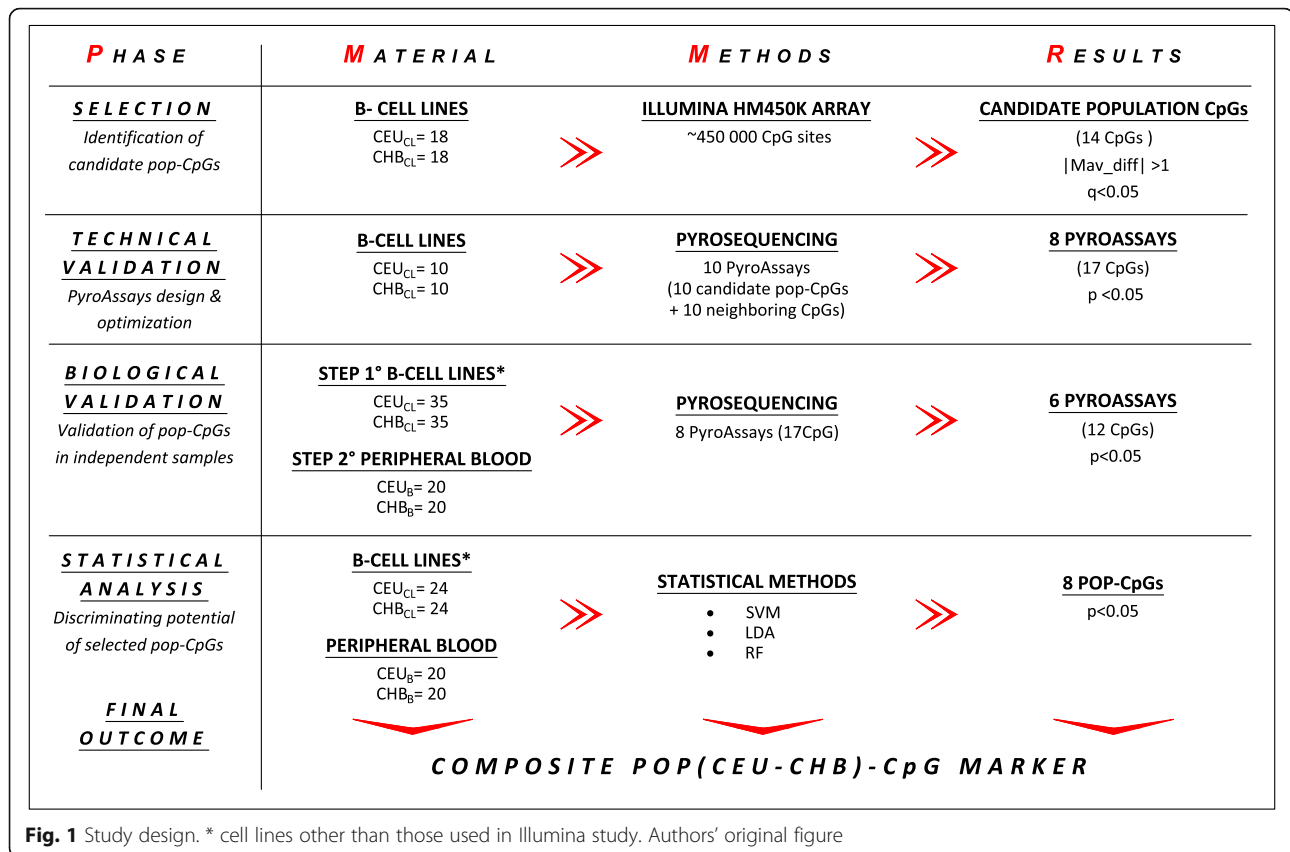 PHASE MATERIAL METHODS RESULTS
SELECTION
Identification of
candidate pop-CpGs
B- CELL LINES
CEUCL= 18
CHBCL= 18
ILLUMINA HM450K ARRAY
~450 000 CpG sites
CANDIDATE POPULATION CpGs
(14 CpGs )
|Mav_diff| >1
q<0.05
TECHNICAL
VALIDATION
PyroAssays design &
optimization
B-CELL LINES
CEUCL= 10
CHBCL= 10
PYROSEQUENCING
10 PyroAssays
(10 candidate pop-CpGs
+ 10 neighboring CpGs)
8 PYROASSAYS
(17 CpGs)
p <0.05
BIOLOGICAL
VALIDATION
Validation of pop-CpGs
in independent samples
STEP 1° B-CELL LINES*
CEUCL= 35
CHBCL= 35
STEP 2° PERIPHERAL BLOOD
CEUB= 20
CHBB= 20
PYROSEQUENCING
8 PyroAssays (17CpG)
6 PYROASSAYS
(12 CpGs)
p<0.05
STATISTICAL
ANALYSIS
Discriminating potential
of selected pop-CpGs
B-CELL LINES*
CEUCL= 24
CHBCL= 24
PERIPHERAL BLOOD
CEUB= 20
CHBB= 20
STATISTICAL METHODS
• SVM
• LDA
• RF
8 POP-CpGs
p<0.05
FINAL
OUTCOME
COMPOSITE POP(CEU-CHB)-CpG MARKER
Fig. 1 Study design. * cell lines other than those used in Illumina study. Authors' original figure